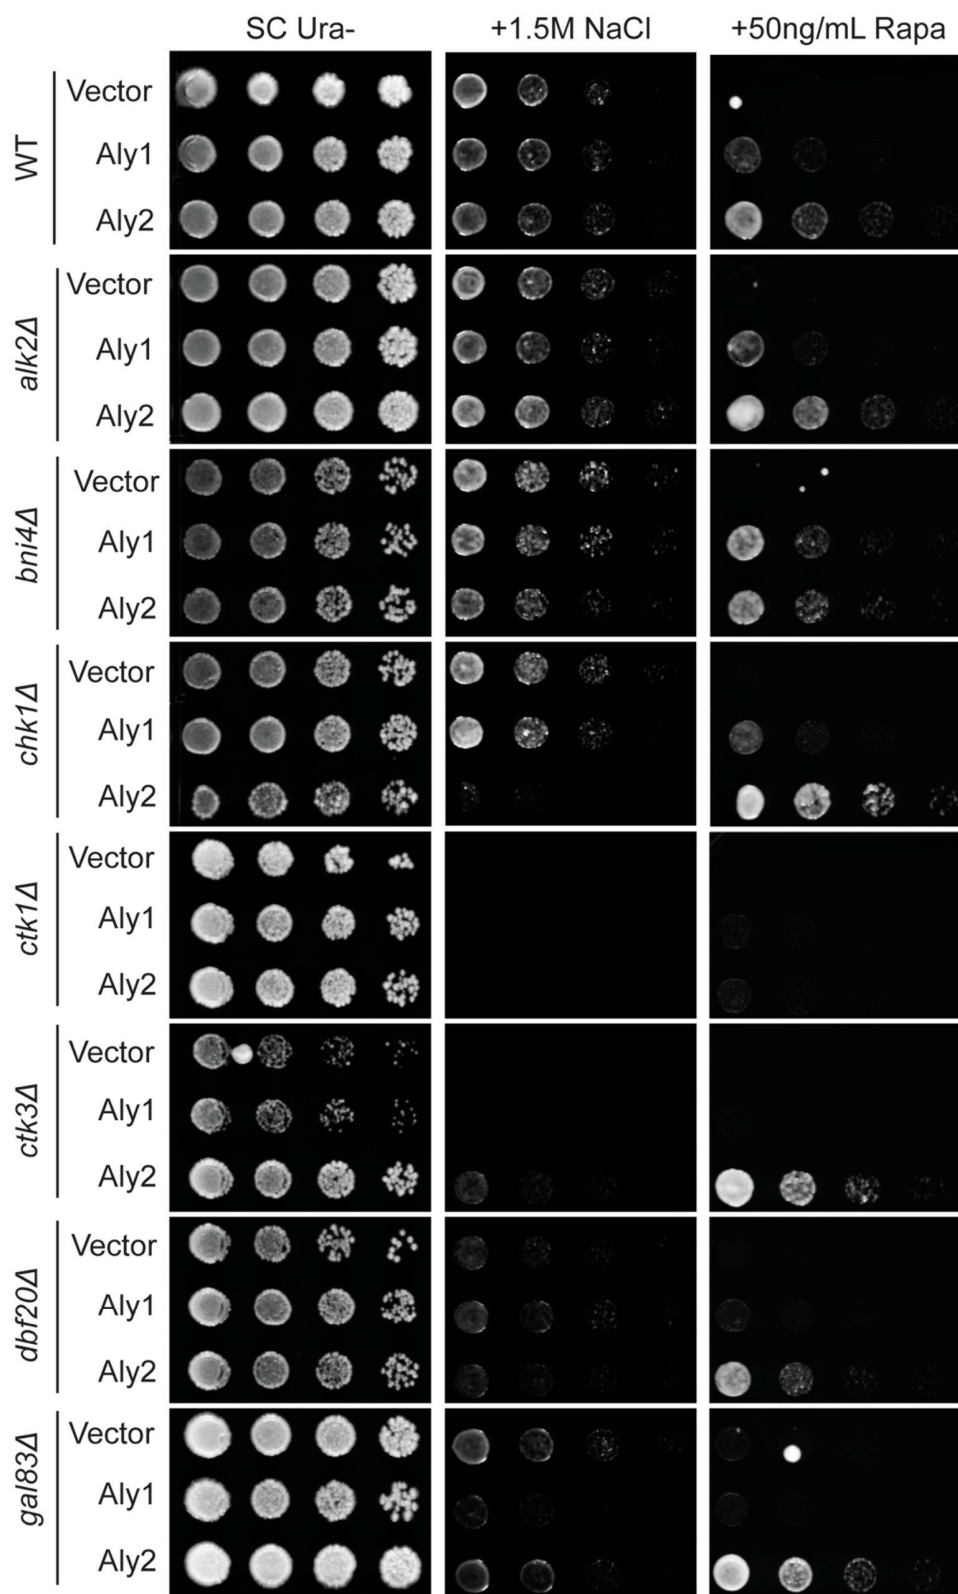 SC Ura- +1.5M NaCl +50ng/mL Rapa
WT
Vector
Aly1
Aly2
alk2Δ
Vector
Aly1
Aly2
bni4Δ
Vector
Aly1
Aly2
chk1Δ
Vector
Aly1
Aly2
ctk1Δ
Vector
Aly1
Aly2
ctk3Δ
Vector
Aly1
Aly2
dbf20Δ
Vector
Aly1
Aly2
gal83Δ
Vector
Aly1
Aly2